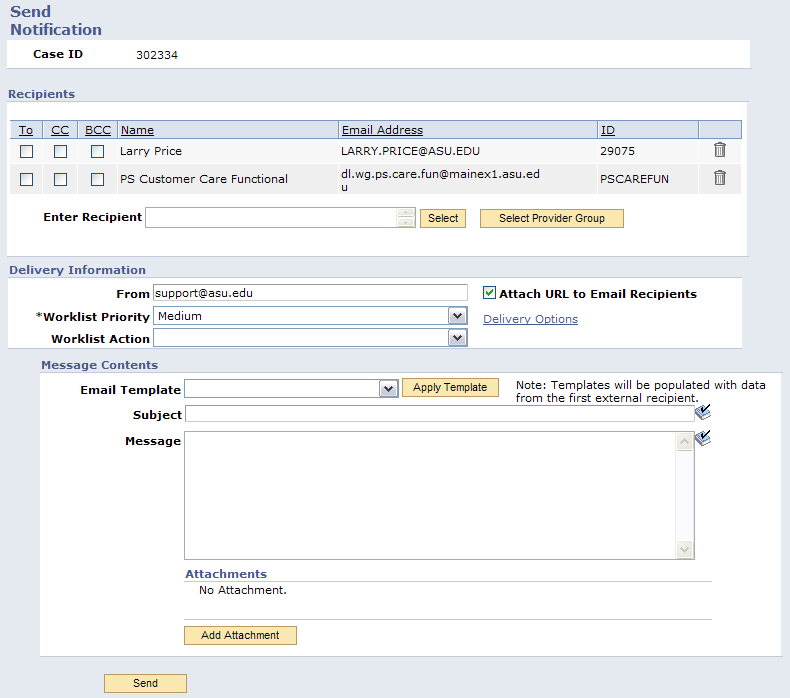 Send
Notification
Case ID 302334
Recipients
To CC BCC Name Email Address ID
Larry Price LARRY.PRICE@ASU.EDU 29075
PS Customer Care Functional dl.wg.ps.care.fun@mainex1.asu.ed
u PSCAREFUN
Enter Recipient Select Select Provider Group
Delivery Information
From support@asu.edu Attach URL to Email Recipients
*Worklist Priority Medium Delivery Options
Worklist Action
Message Contents
Email Template Apply Template Note: Templates will be populated with data
from the first external recipient.
Subject
Message
Attachments
No Attachment.
Add Attachment
Send